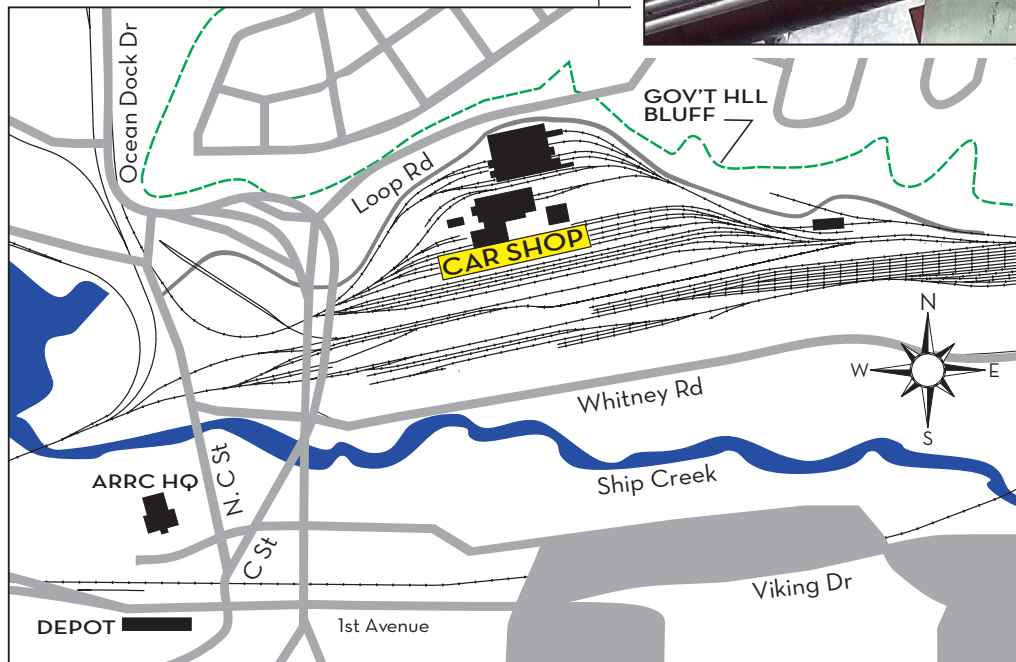 Ocean Dock Dr
GOV'T HLL
BLUFF
Loop Rd
CAR SHOP
N
W
E
S
Whitney Rd
N. C St
ARRC HQ
Ship Creek
C St
Viking Dr
DEPOT
1st Avenue